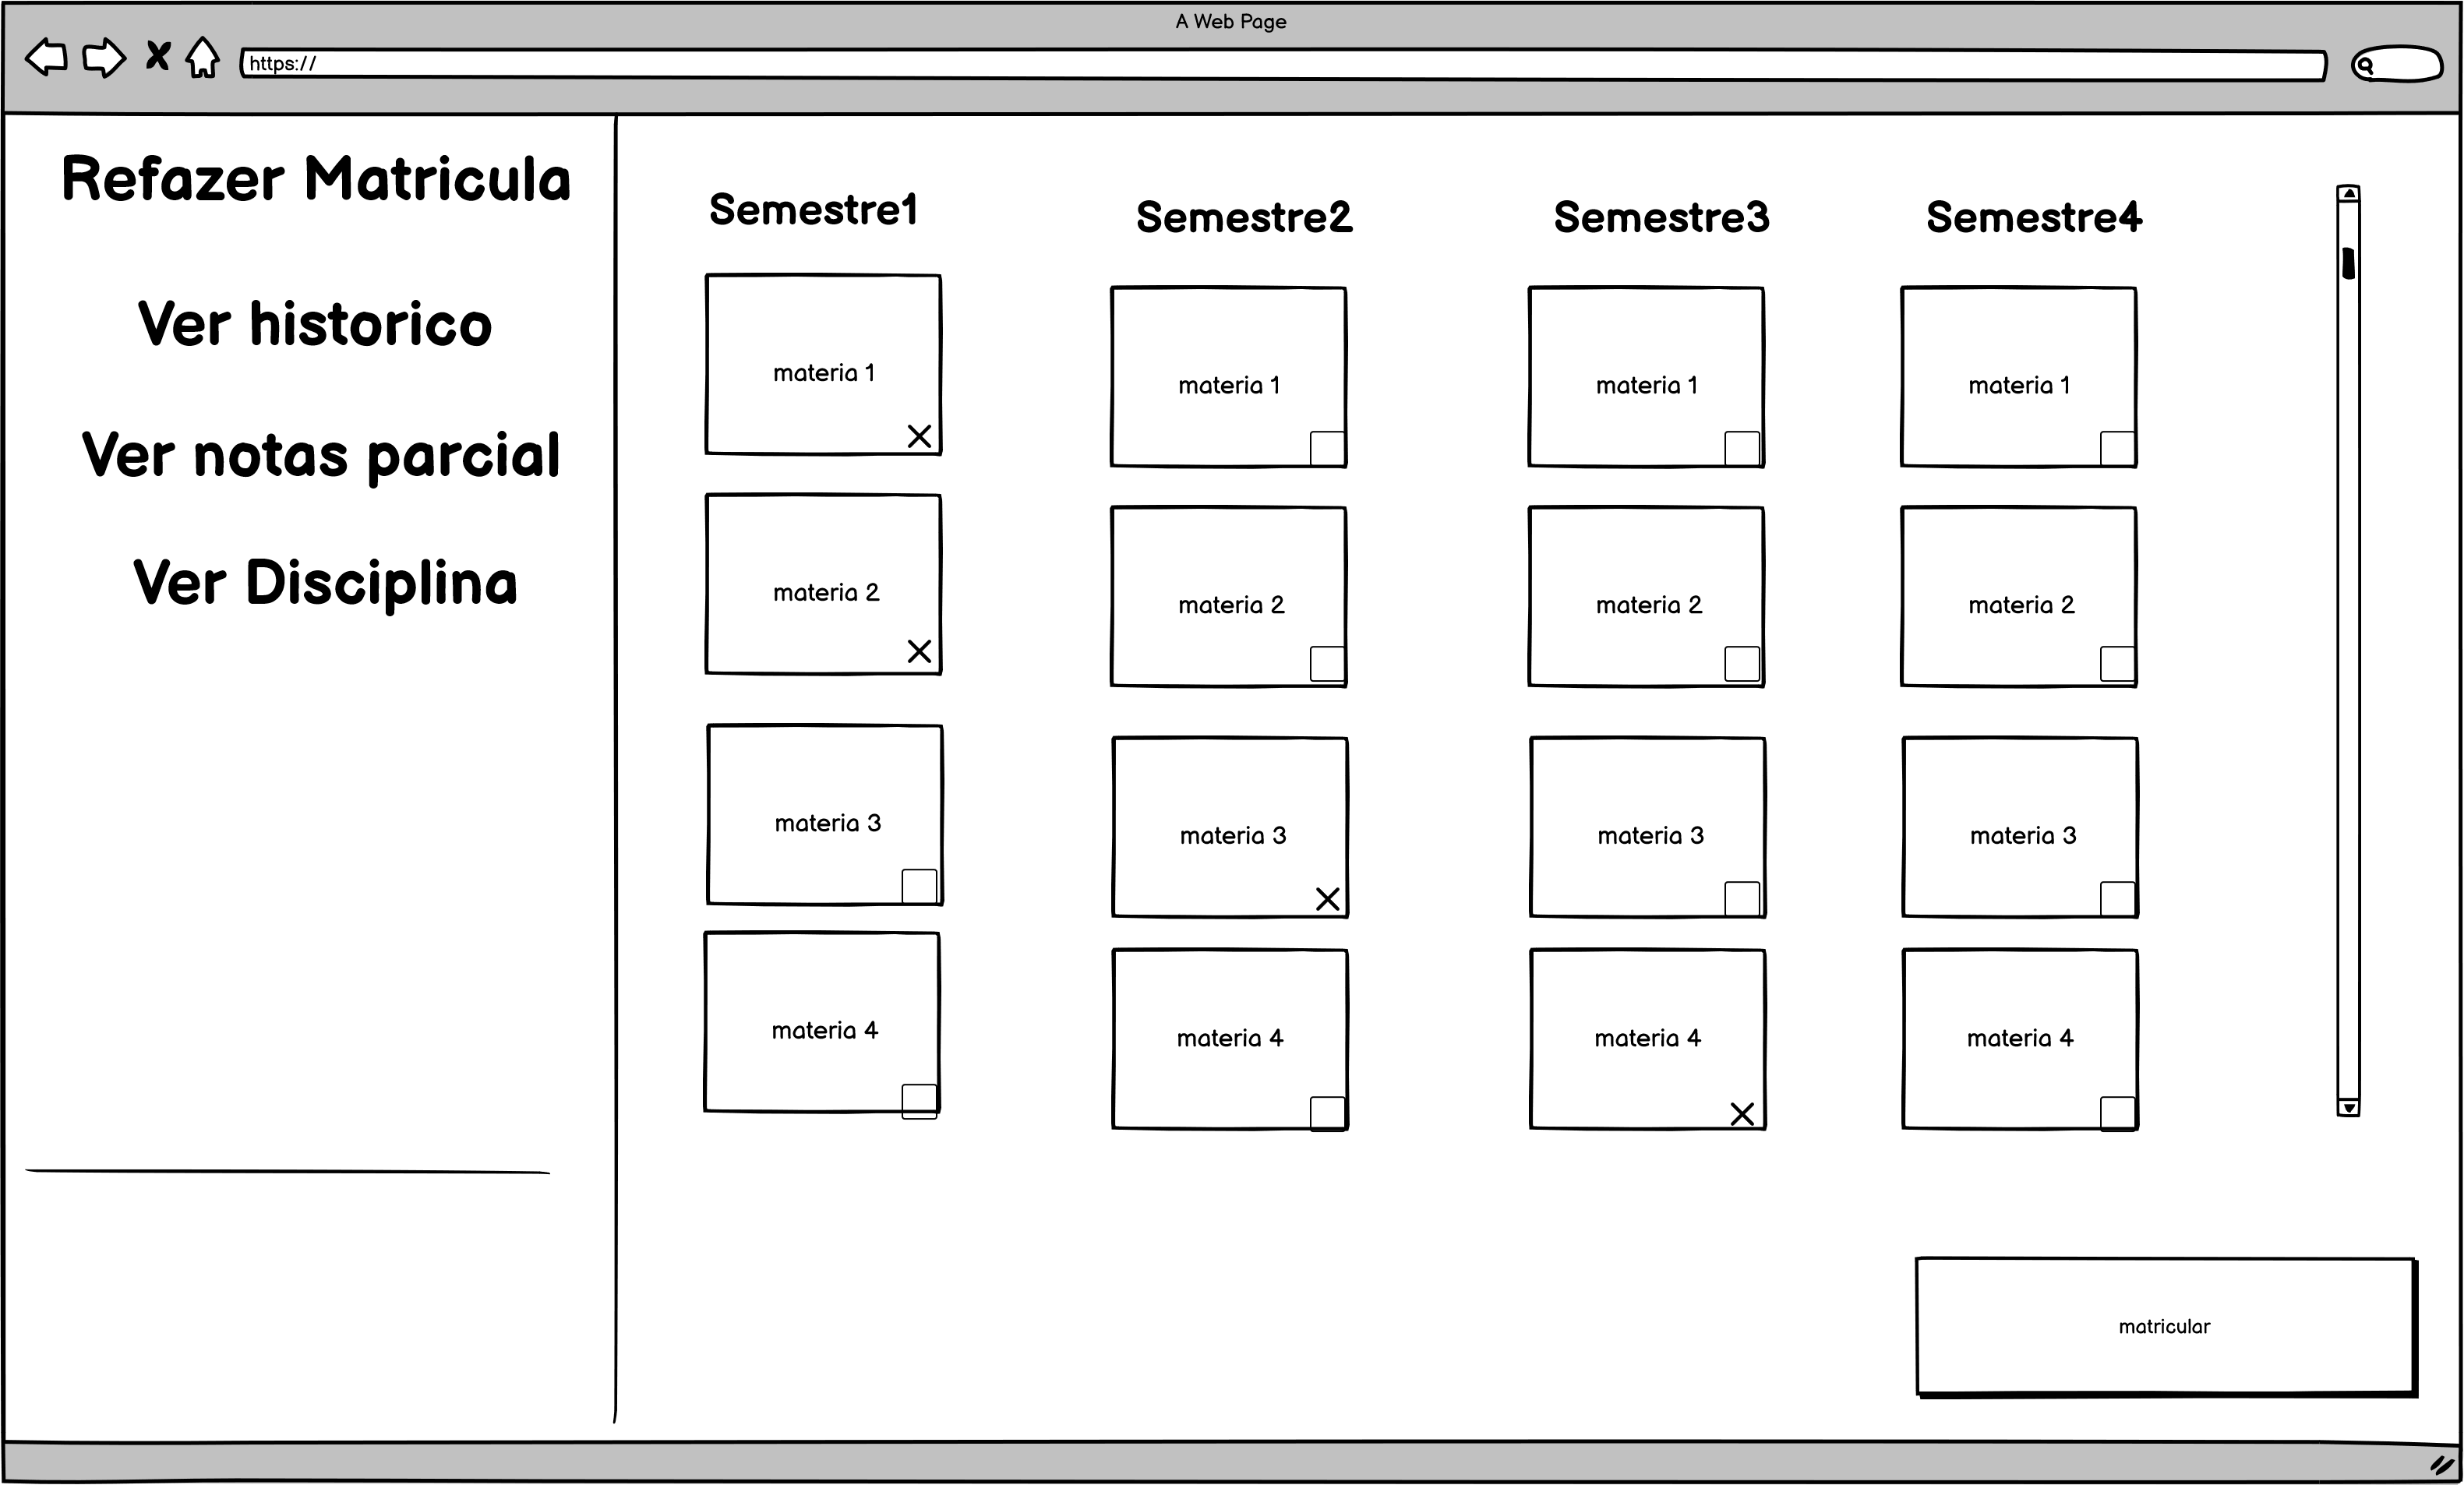 A Web Page
https://
Refazer Matricula
Ver historico
Ver notas parcial
Ver Disciplina
Semestre1
Semestre2
Semestre3
Semestre4
materia 1
materia 1
materia 1
materia 1
materia 2
materia 2
materia 2
materia 2
materia 3
materia 3
materia 3
materia 3
materia 4
materia 4
materia 4
materia 4
matricular